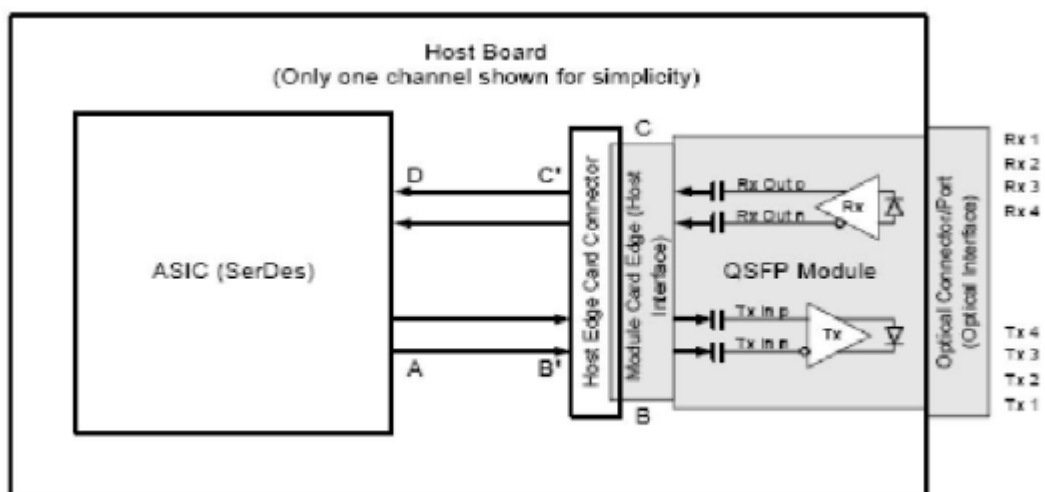 Host Board
(Only one channel shown for simplicity)
ASIC (SerDes)
D
C*
A
B*
Host Edge Card Connector
C
Module Card Edge (Host
Interface)
B
Rx Out p
Rx Out n
Rx
QSFP Module
Tx In p
Tx In n
Tx
Optical Connector/Port
(Optical Interface)
Rx 1
Rx 2
Rx 3
Rx 4
Tx 4
Tx 3
Tx 2
Tx 1